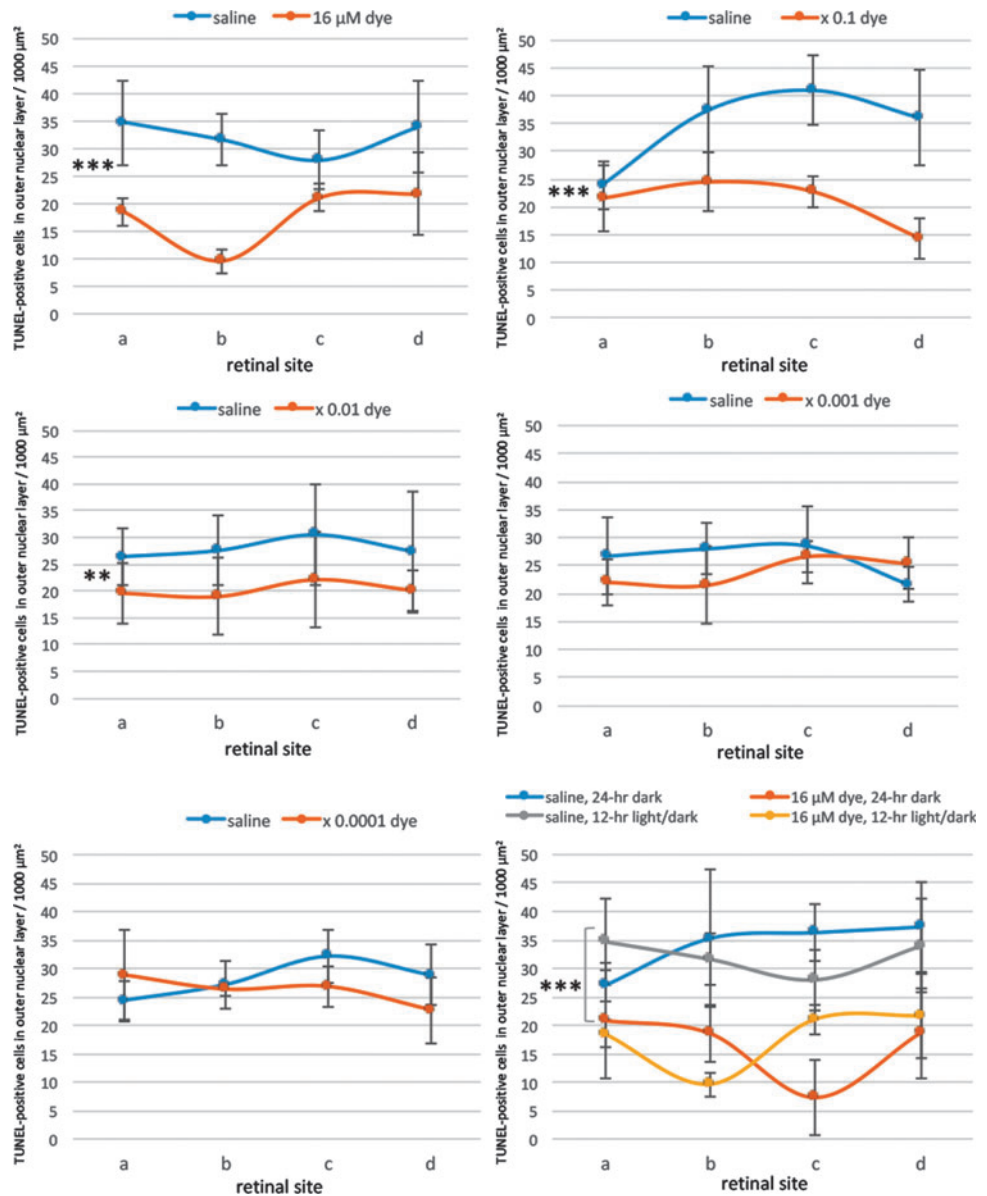 saline 16 µM dye
TUNEL-positive cells in outer nuclear layer / 1000 µm²
50
45
40
35
30
25
20
15
10
5
0
***
a b c d
retinal site
saline x 0.1 dye
TUNEL-positive cells in outer nuclear layer / 1000 µm²
50
45
40
35
30
25
20
15
10
5
0
***
a b c d
retinal site
saline x 0.01 dye
TUNEL-positive cells in outer nuclear layer / 1000 µm²
50
45
40
35
30
25
20
15
10
5
0
**
a b c d
retinal site
saline x 0.001 dye
TUNEL-positive cells in outer nuclear layer / 1000 µm²
50
45
40
35
30
25
20
15
10
5
0
a b c d
retinal site
saline x 0.0001 dye
TUNEL-positive cells in outer nuclear layer / 1000 µm²
50
45
40
35
30
25
20
15
10
5
0
a b c d
retinal site
saline, 24-hr dark 16 µM dye, 24-hr dark
saline, 12-hr light/dark 16 µM dye, 12-hr light/dark
TUNEL-positive cells in outer nuclear layer / 1000 µm²
50
45
40
35
30
25
20
15
10
5
0
***
a b c d
retinal site